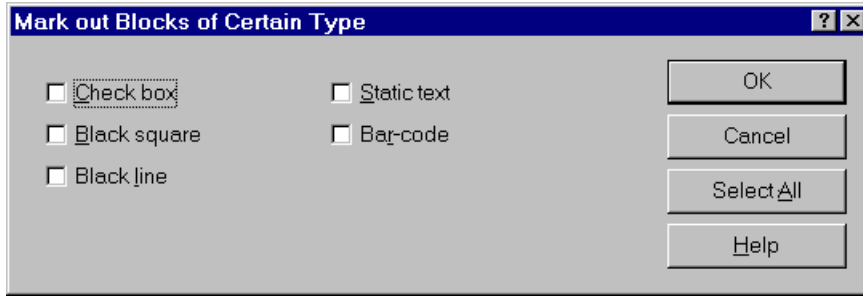 Mark out Blocks of Certain Type
Check box
Black square
Black line
Static text
Bar-code
OK
Cancel
Select All
Help